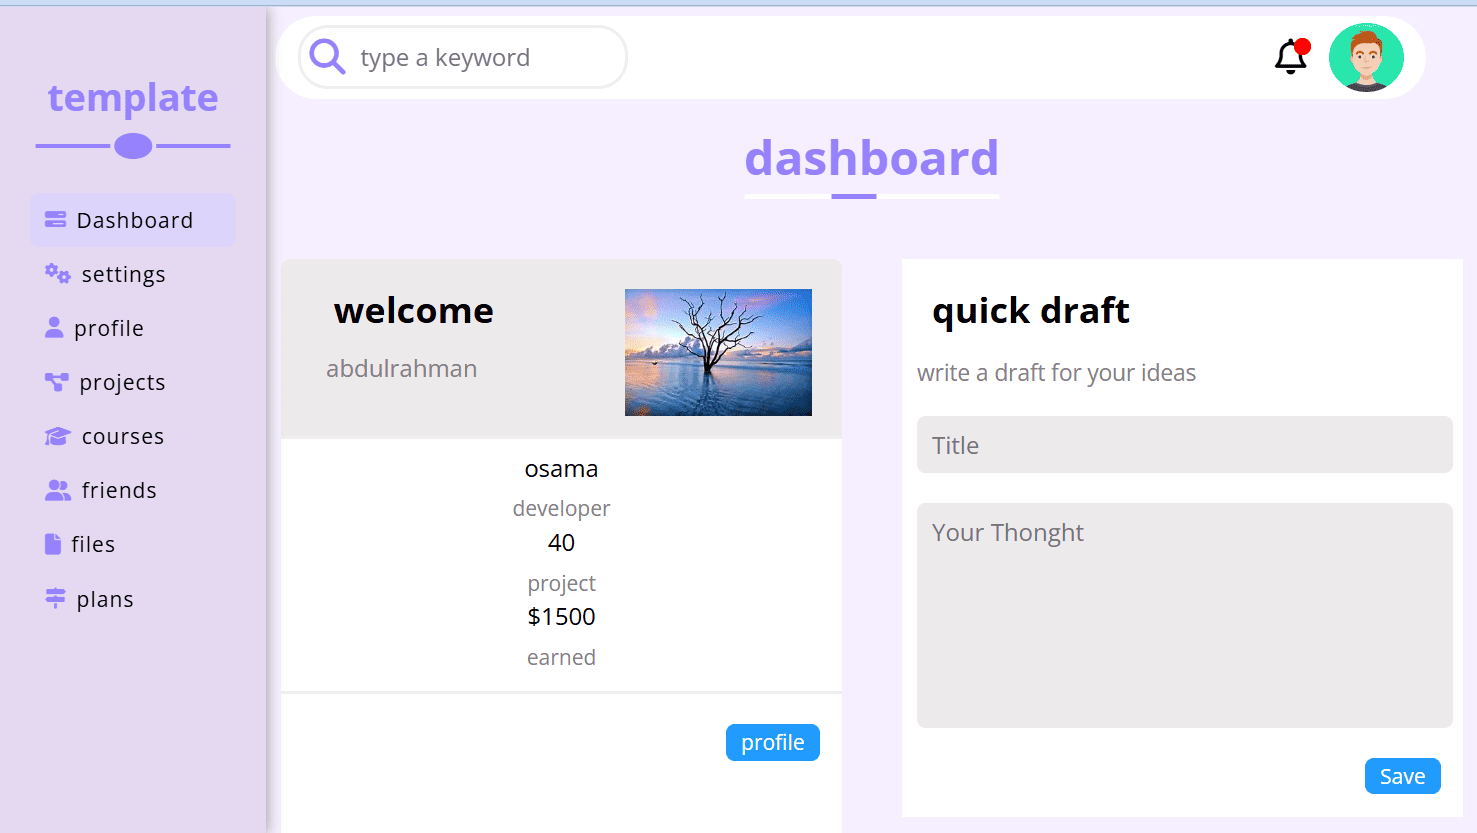 template
Dashboard
settings
profile
projects
courses
friends
files
plans
type a keyword
dashboard
welcome
abdulrahman
osama
developer
40
project
$1500
earned
profile
quick draft
write a draft for your ideas
Title
Your Thonght
Save